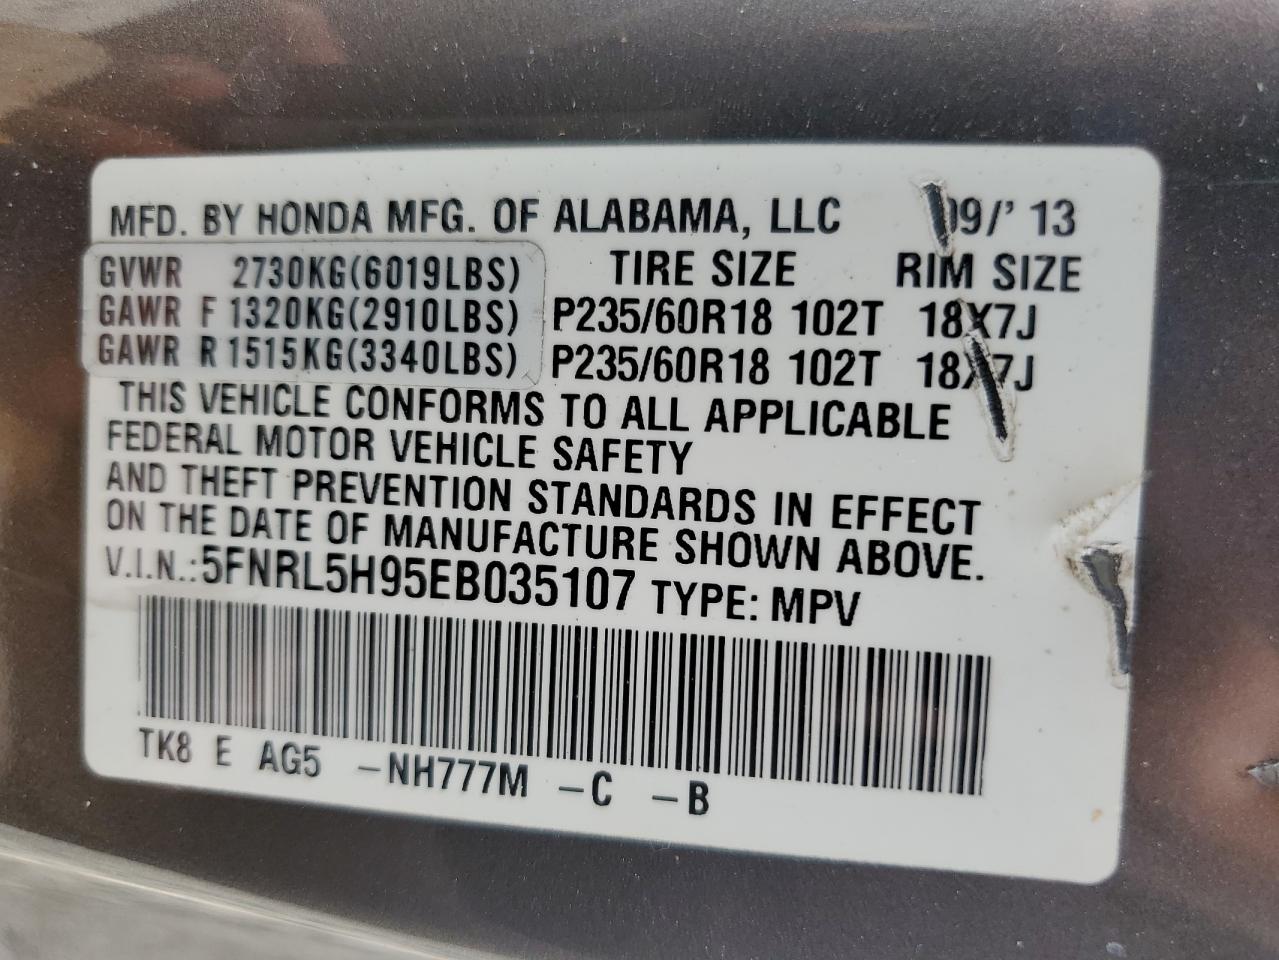 MFD. BY HONDA MFG. OF ALABAMA, LLC 09/' 13
GVWR 2730KG(6019LBS) TIRE SIZE RIM SIZE
GAWR F 1320KG(2910LBS) P235/60R18 102T 18X7J
GAWR R 1515KG(3340LBS) P235/60R18 102T 18X7J
THIS VEHICLE CONFORMS TO ALL APPLICABLE
FEDERAL MOTOR VEHICLE SAFETY
AND THEFT PREVENTION STANDARDS IN EFFECT
ON THE DATE OF MANUFACTURE SHOWN ABOVE.
V.I.N.:5FNRL5H95EB035107 TYPE: MPV
TK8 E AG5 -NH777M -C -B